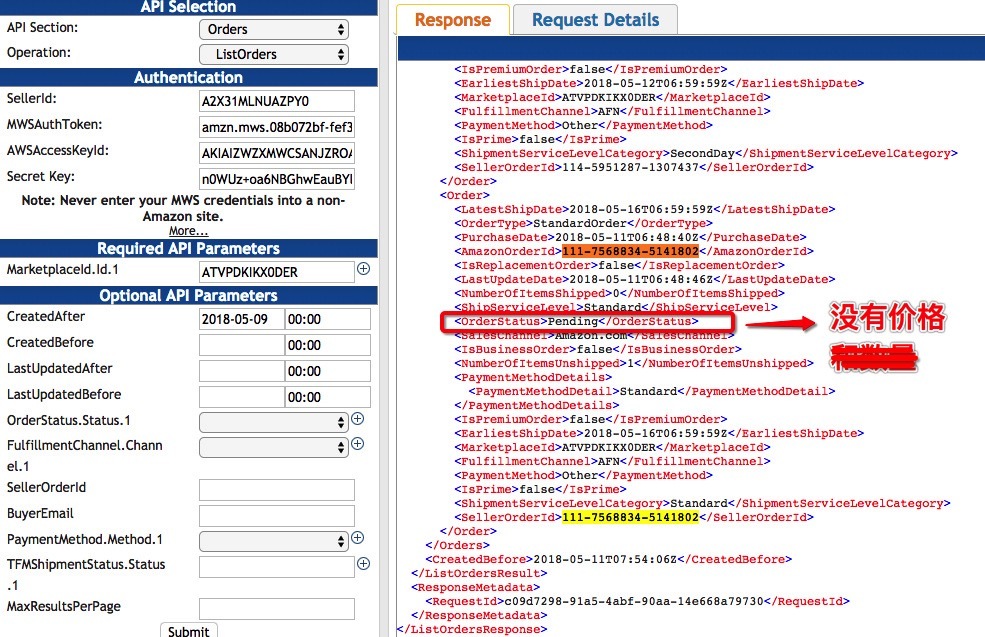 API Selection
API Section:
Orders
Operation:
ListOrders
Authentication
SellerId:
A2X31MLNUAZPY0
MWSAuthToken:
amzn.mws.08b072bf-fef3
AWSAccessKeyId:
AKIAIZWZXMWCSANJZROA
Secret Key:
n0WUz+oa6NBGhwEauBYI
Note: Never enter your MWS credentials into a non-
Amazon site.
More...
Required API Parameters
MarketplaceId.Id.1
ATVPDKIKX0DER
Optional API Parameters
CreatedAfter
2018-05-09 00:00
CreatedBefore
00:00
LastUpdatedAfter
00:00
LastUpdatedBefore
00:00
OrderStatus.Status.1
FulfillmentChannel.Chann
el.1
SellerOrderId
BuyerEmail
PaymentMethod.Method.1
TFMShipmentStatus.Status
.1
MaxResultsPerPage
Submit
Response
Request Details
<IsPremiumOrder>false</IsPremiumOrder>
<EarliestShipDate>2018-05-12T06:59:59Z</EarliestShipDate>
<MarketplaceId>ATVPDKIKX0DER</MarketplaceId>
<FulfillmentChannel>AFN</FulfillmentChannel>
<PaymentMethod>Other</PaymentMethod>
<IsPrime>false</IsPrime>
<ShipmentServiceLevelCategory>SecondDay</ShipmentServiceLevelCategory>
<SellerOrderId>114-5951287-1307437</SellerOrderId>
</Order>
<Order>
<LatestShipDate>2018-05-16T06:59:59Z</LatestShipDate>
<OrderType>StandardOrder</OrderType>
<PurchaseDate>2018-05-11T06:48:40Z</PurchaseDate>
<AmazonOrderId>111-7568834-5141802</AmazonOrderId>
<IsReplacementOrder>false</IsReplacementOrder>
<LastUpdateDate>2018-05-11T06:48:46Z</LastUpdateDate>
<NumberOfItemsShipped>0</NumberOfItemsShipped>
<ShipServiceLevel>Standard</ShipServiceLevel>
<OrderStatus>Pending</OrderStatus>
<SalesChannel>Amazon.com</SalesChannel>
<IsBusinessOrder>false</IsBusinessOrder>
<NumberOfItemsUnshipped>1</NumberOfItemsUnshipped>
<PaymentMethodDetails>
<PaymentMethodDetail>Standard</PaymentMethodDetail>
</PaymentMethodDetails>
<IsPremiumOrder>false</IsPremiumOrder>
<EarliestShipDate>2018-05-16T06:59:59Z</EarliestShipDate>
<MarketplaceId>ATVPDKIKX0DER</MarketplaceId>
<FulfillmentChannel>AFN</FulfillmentChannel>
<PaymentMethod>Other</PaymentMethod>
<IsPrime>false</IsPrime>
<ShipmentServiceLevelCategory>Standard</ShipmentServiceLevelCategory>
<SellerOrderId>111-7568834-5141802</SellerOrderId>
</Order>
</Orders>
<CreatedBefore>2018-05-11T07:54:06Z</CreatedBefore>
</ListOrdersResult>
<ResponseMetadata>
<RequestId>c09d7298-91a5-4abf-90aa-14e668a79730</RequestId>
</ResponseMetadata>
</ListOrdersResponse>
没有价格
和数量